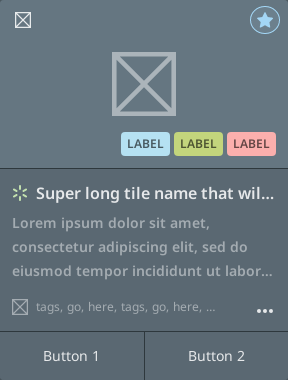 LABEL LABEL LABEL
Super long tile name that wil...
Lorem ipsum dolor sit amet,
consectetur adipiscing elit, sed do
eiusmod tempor incididunt ut labor...
tags, go, here, tags, go, here, ...
Button 1 Button 2